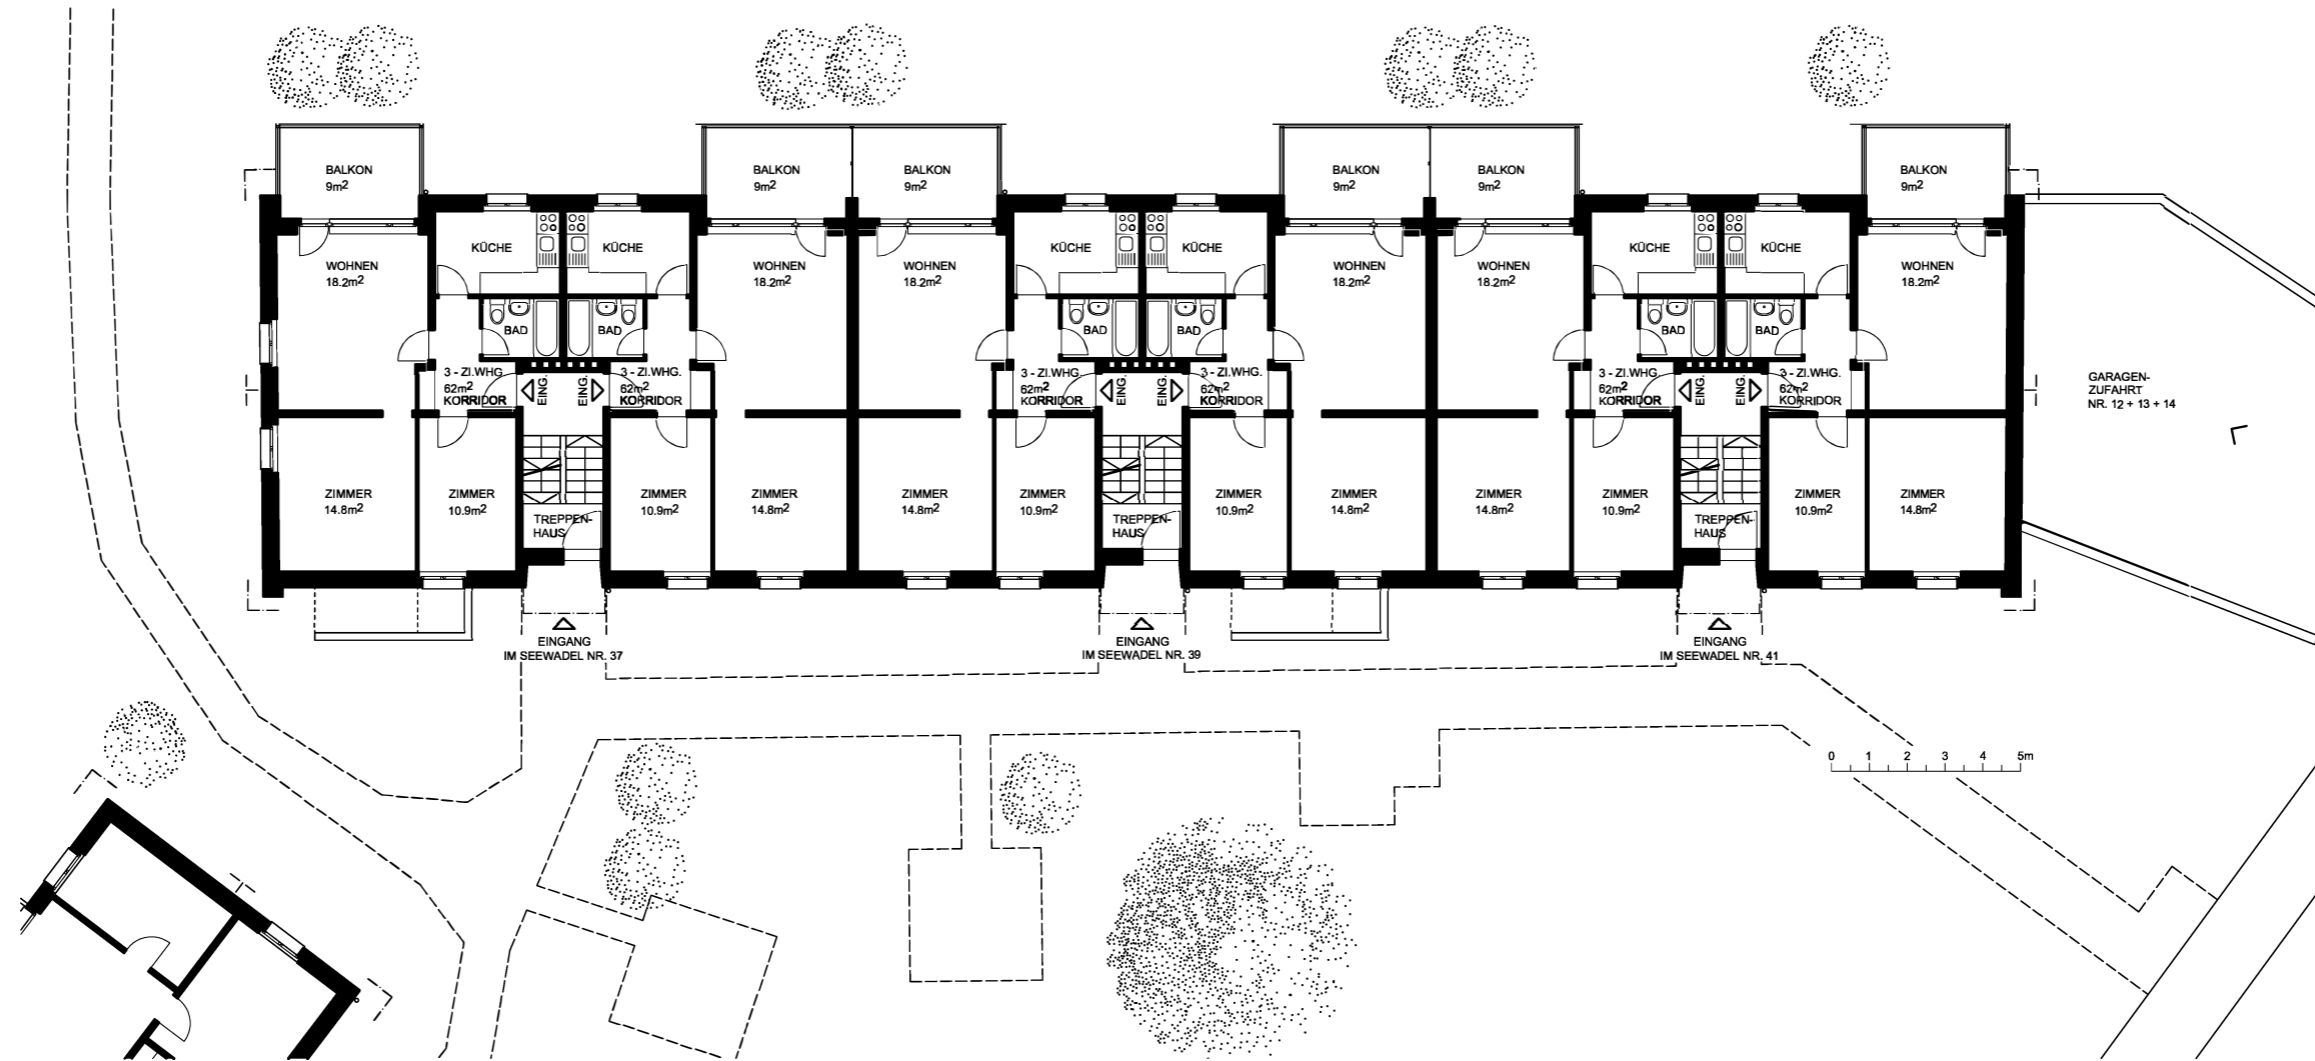 BALKON
9m²
BALKON
9m²
BALKON
9m²
BALKON
9m²
BALKON
9m²
BALKON
9m²
KÜCHE
KÜCHE
KÜCHE
KÜCHE
KÜCHE
KÜCHE
WOHNEN
18.2m²
WOHNEN
18.2m²
WOHNEN
18.2m²
WOHNEN
18.2m²
WOHNEN
18.2m²
WOHNEN
18.2m²
BAD
BAD
BAD
BAD
BAD
BAD
3 - ZI.WHG.
62m²
KORRIDOR
EING.
EING.
3 - ZI.WHG.
62m²
KORRIDOR
3 - ZI.WHG.
62m²
KORRIDOR
EING.
EING.
3 - ZI.WHG.
62m²
KORRIDOR
3 - ZI.WHG.
62m²
KORRIDOR
EING.
EING.
3 - ZI.WHG.
62m²
KORRIDOR
GARAGEN-
ZUFAHRT
NR. 12 + 13 + 14
ZIMMER
14.8m²
ZIMMER
10.9m²
ZIMMER
10.9m²
ZIMMER
14.8m²
ZIMMER
14.8m²
ZIMMER
10.9m²
ZIMMER
10.9m²
ZIMMER
14.8m²
ZIMMER
14.8m²
ZIMMER
10.9m²
ZIMMER
10.9m²
ZIMMER
14.8m²
TREPPEN-
HAUS
TREPPEN-
HAUS
TREPPEN-
HAUS
EINGANG
IM SEEWADEL NR. 37
EINGANG
IM SEEWADEL NR. 39
EINGANG
IM SEEWADEL NR. 41
0 1 2 3 4 5m